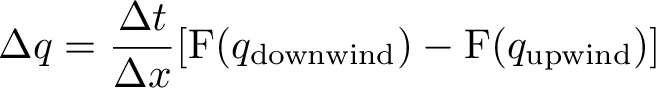 Δq = Δt/Δx [F(q_downwind) − F(q_upwind)]